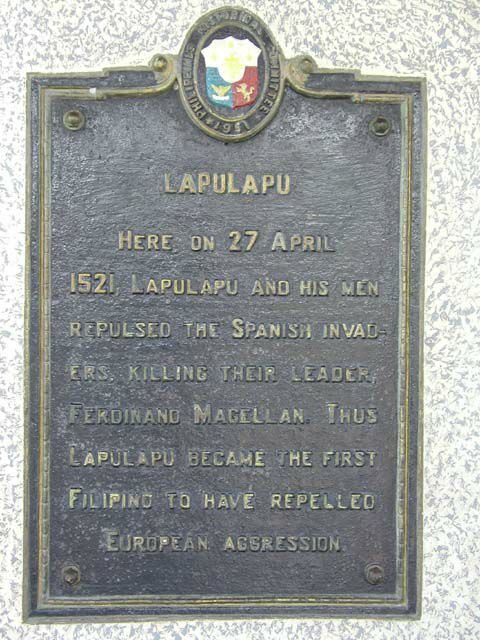 LAPULAPU
HERE ON 27 APRIL
1521, LAPULAPU AND HIS MEN
REPULSED THE SPANISH INVAD-
ERS, KILLING THEIR LEADER,
FERDINAND MAGELLAN. THUS
LAPULAPU BECAME THE FIRST
FILIPINO TO HAVE REPELLED
EUROPEAN AGGRESSION.